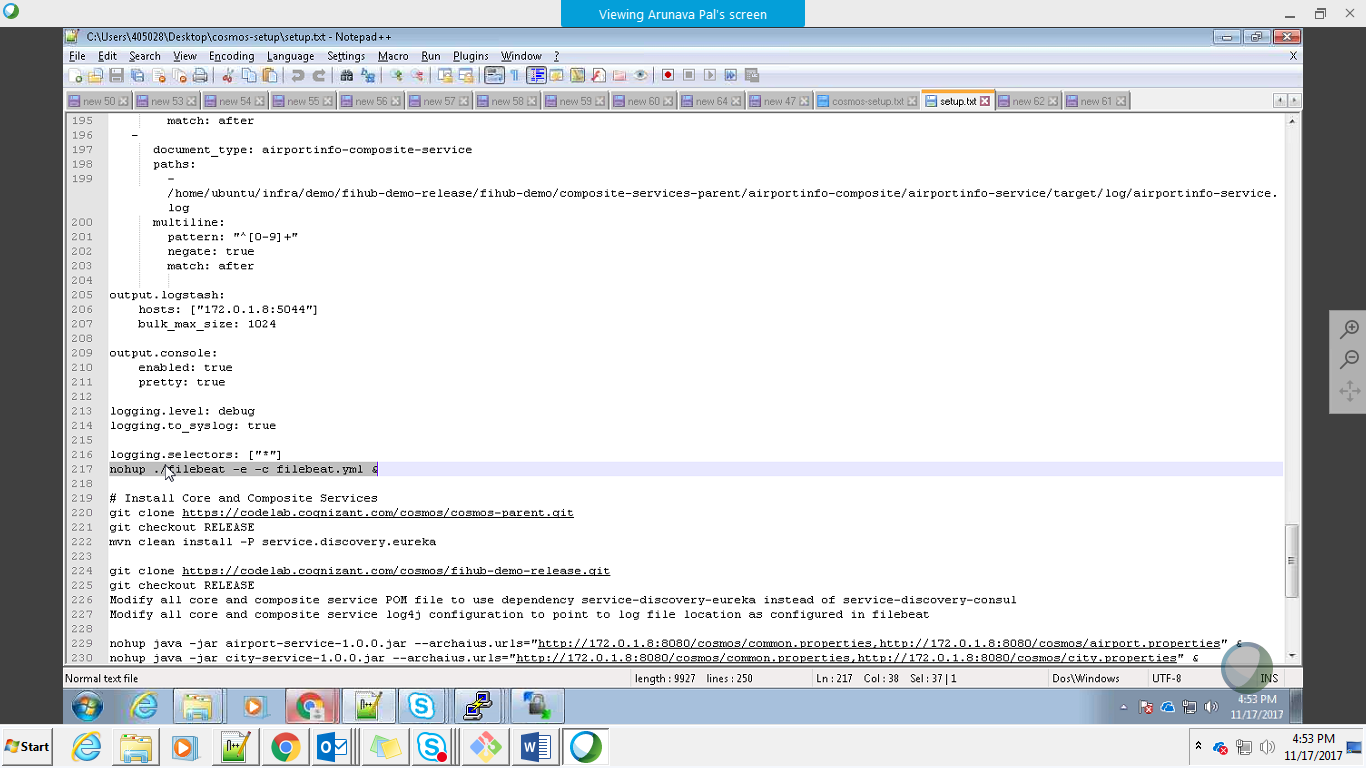 Viewing Arunava Pal's screen
C:\Users\405028\Desktop\cosmos-setup\setup.txt - Notepad++
File Edit Search View Encoding Language Settings Macro Run Plugins Window ? X
new 50 new 53 new 54 new 55 new 56 new 57 new 58 new 59 new 60 new 64 new 47 cosmos-setup.txt setup.txt new 62 new 61
195 match: after
196 -
197 document_type: airportinfo-composite-service
198 paths:
199 -
/home/ubuntu/infra/demo/fihub-demo-release/fihub-demo/composite-services-parent/airportinfo-composite/airportinfo-service/target/log/airportinfo-service.
log
200 multiline:
201 pattern: "^[0-9]+"
202 negate: true
203 match: after
204
205 output.logstash:
206 hosts: ["172.0.1.8:5044"]
207 bulk_max_size: 1024
208
209 output.console:
210 enabled: true
211 pretty: true
212
213 logging.level: debug
214 logging.to_syslog: true
215
216 logging.selectors: ["*"]
217 nohup ./filebeat -e -c filebeat.yml &
218
219 # Install Core and Composite Services
220 git clone https://codelab.cognizant.com/cosmos/cosmos-parent.git
221 git checkout RELEASE
222 mvn clean install -P service.discovery.eureka
223
224 git clone https://codelab.cognizant.com/cosmos/fihub-demo-release.git
225 git checkout RELEASE
226 Modify all core and composite service POM file to use dependency service-discovery-eureka instead of service-discovery-consul
227 Modify all core and composite service log4j configuration to point to log file location as configured in filebeat
228
229 nohup java -jar airport-service-1.0.0.jar --archaius.urls="http://172.0.1.8:8080/cosmos/common.properties,http://172.0.1.8:8080/cosmos/airport.properties" &
230 nohup java -jar city-service-1.0.0.jar --archaius.urls="http://172.0.1.8:8080/cosmos/common.properties,http://172.0.1.8:8080/cosmos/city.properties" &
Normal text file length : 9927 lines : 250 Ln : 217 Col : 38 Sel : 37 | 1 Dos\Windows UTF-8 INS
4:53 PM
11/17/2017
Start
4:53 PM
11/17/2017